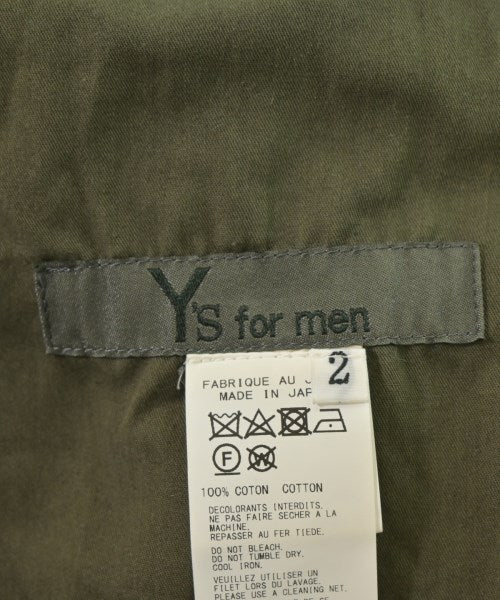 Y's for men
2
FABRIQUE AU
MADE IN JAP
F W
100% COTON COTTON
DECOLORANTS INTERDITS.
NE PAS FAIRE SECHER A LA
MACHINE.
REPASSER AU FER TIEDE.
DO NOT BLEACH.
DO NOT TUMBLE DRY.
COOL IRON.
VEUILLEZ UTILISER UN
FILET LORS DU LAVAGE.
PLEASE USE A CLEANING NET.